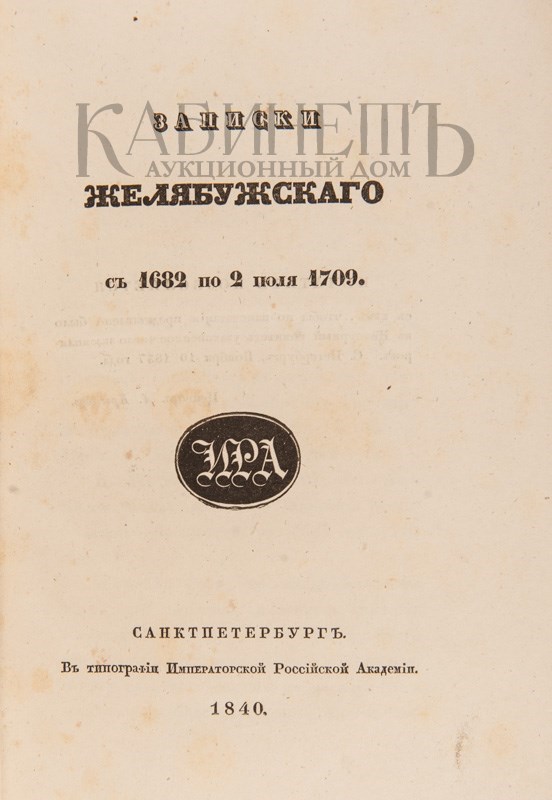 КАБИНЕТЪ
ЗАПИСКИ
АУКЦИОННЫЙ ДОМ
ЖЕЛЯБУЖСКАГО
съ 1682 по 2 іюля 1709.
ИРА
САНКТПЕТЕРБУРГЪ.
Въ типографіи Императорской Россійской Академіи.
1840.